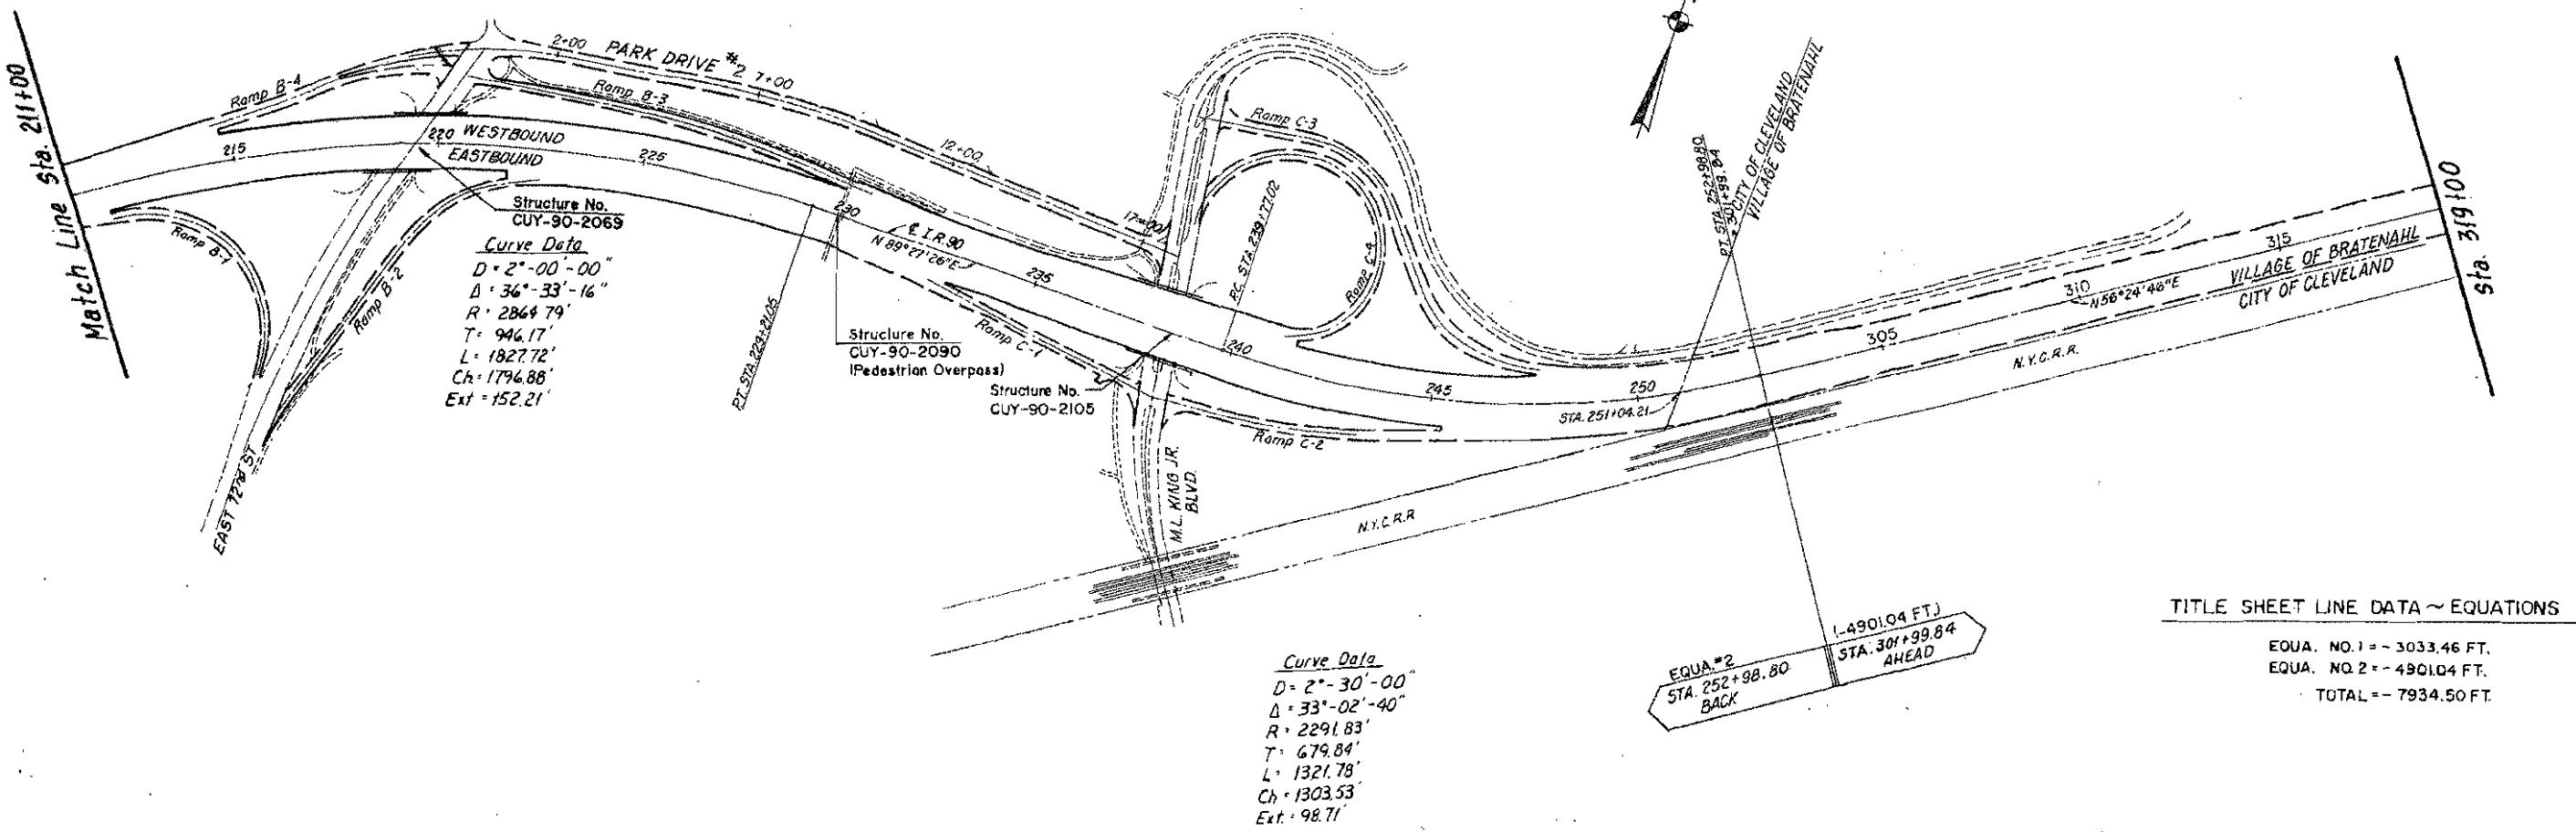 Match Line Sta. 211+00
Ramp B-4
215
220 WESTBOUND
EASTBOUND
225
2+00 PARK DRIVE #2 7+00
Ramp B-3
12+00
17+00
Ramp B-1
Ramp B-2
EAST 72nd ST
Structure No.
CUY-90-2069
Curve Data
D = 2°-00'-00"
Δ = 36°-33'-16"
R = 2864.79'
T = 946.17'
L = 1827.72'
Ch = 1796.88'
Ext = 152.21'
P.T. STA. 229+21.05
230
℄ I.R. 90
N 89°27'26"E
235
Structure No.
CUY-90-2090
(Pedestrian Overpass)
Ramp C-1
Structure No.
CUY-90-2105
Ramp C-3
Ramp C-4
P.C. STA. 239+77.02
240
245
250
STA. 251+04.21
Ramp C-2
M.L. KING JR.
BLVD.
N.Y.C.R.R
P.T. STA. 252+98.80
= 301+99.84
CITY OF CLEVELAND
VILLAGE OF BRATENAHL
305
310
N 56°24'46"E
315
VILLAGE OF BRATENAHL
CITY OF CLEVELAND
N.Y.C.R.R.
Sta. 319+00
Curve Data
D = 2°-30'-00"
Δ = 33°-02'-40"
R = 2291.83'
T = 679.84'
L = 1321.78'
Ch = 1303.53'
Ext. = 98.71'
EQUA. #2
STA. 252+98.80
BACK
(-4901.04 FT.)
STA. 301+99.84
AHEAD
TITLE SHEET LINE DATA ~ EQUATIONS
EQUA. NO. 1 = - 3033.46 FT.
EQUA. NO. 2 = - 4901.04 FT.
TOTAL = - 7934.50 FT.